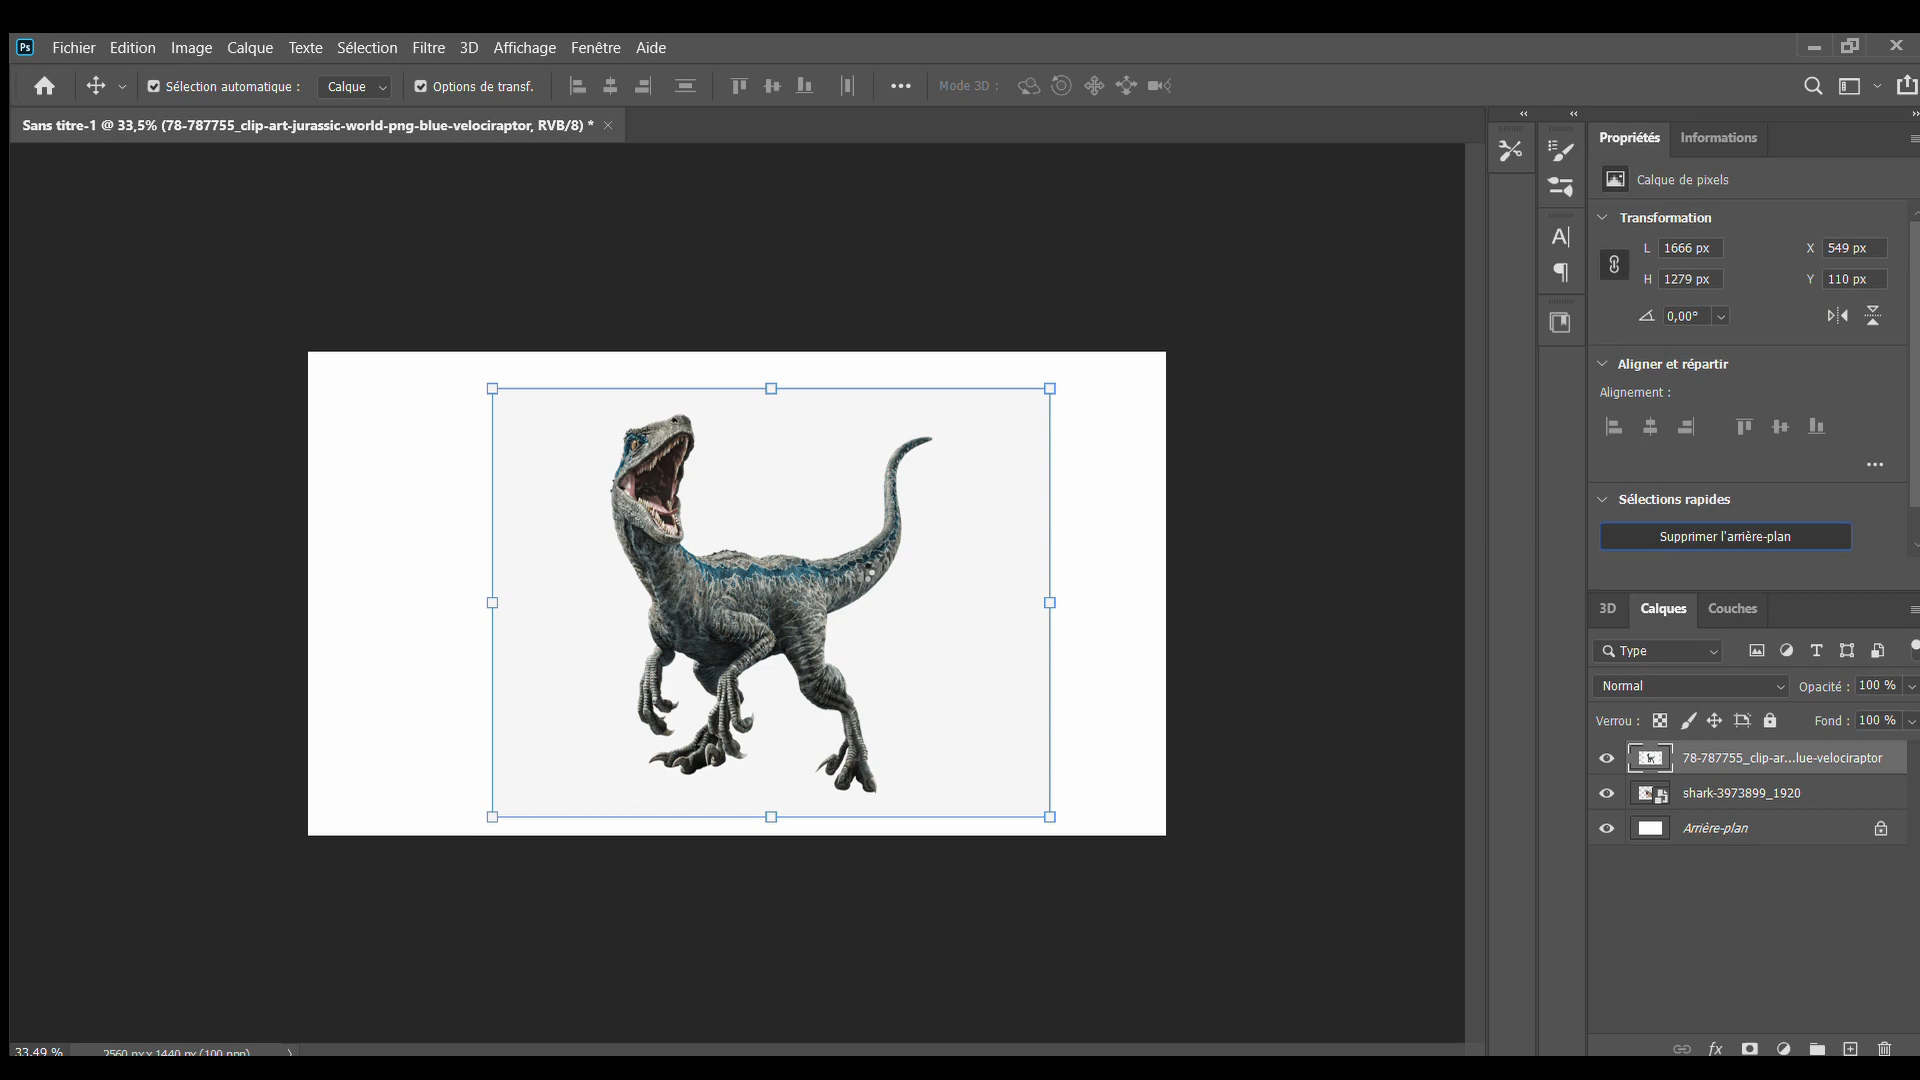 Ps Fichier Edition Image Calque Texte Sélection Filtre 3D Affichage Fenêtre Aide
Sélection automatique : Calque Options de transf. Mode 3D :
Sans titre-1 @ 33,5% (78-787755_clip-art-jurassic-world-png-blue-velociraptor, RVB/8) *
Propriétés Informations
Calque de pixels
Transformation
L 1666 px X 549 px
H 1279 px Y 110 px
0,00°
Aligner et répartir
Alignement :
Sélections rapides
Supprimer l'arrière-plan
3D Calques Couches
Type
Normal Opacité : 100 %
Verrou : Fond : 100 %
78-787755_clip-ar...lue-velociraptor
shark-3973899_1920
Arrière-plan
fx
33,49 % 2560 px x 1440 px (100 ppp)